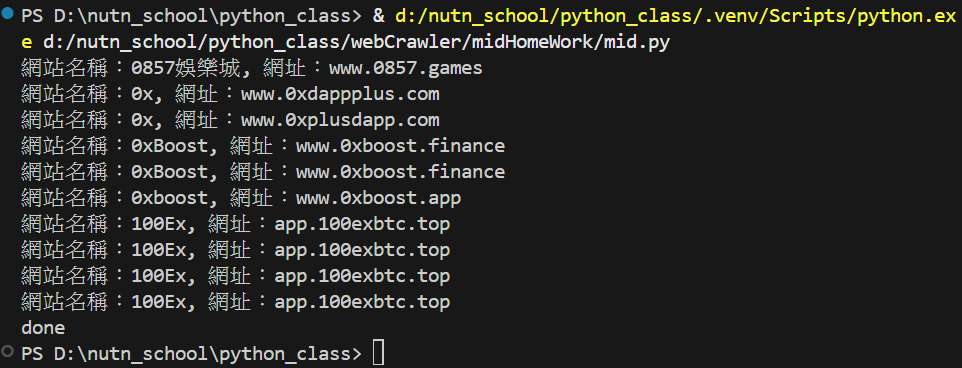 PS D:\nutn_school\python_class> & d:/nutn_school/python_class/.venv/Scripts/python.ex
e d:/nutn_school/python_class/webCrawler/midHomeWork/mid.py
網站名稱：0857娛樂城, 網址：www.0857.games
網站名稱：0x, 網址：www.0xdappplus.com
網站名稱：0x, 網址：www.0xplusdapp.com
網站名稱：0xBoost, 網址：www.0xboost.finance
網站名稱：0xBoost, 網址：www.0xboost.finance
網站名稱：0xboost, 網址：www.0xboost.app
網站名稱：100Ex, 網址：app.100exbtc.top
網站名稱：100Ex, 網址：app.100exbtc.top
網站名稱：100Ex, 網址：app.100exbtc.top
網站名稱：100Ex, 網址：app.100exbtc.top
done
PS D:\nutn_school\python_class>